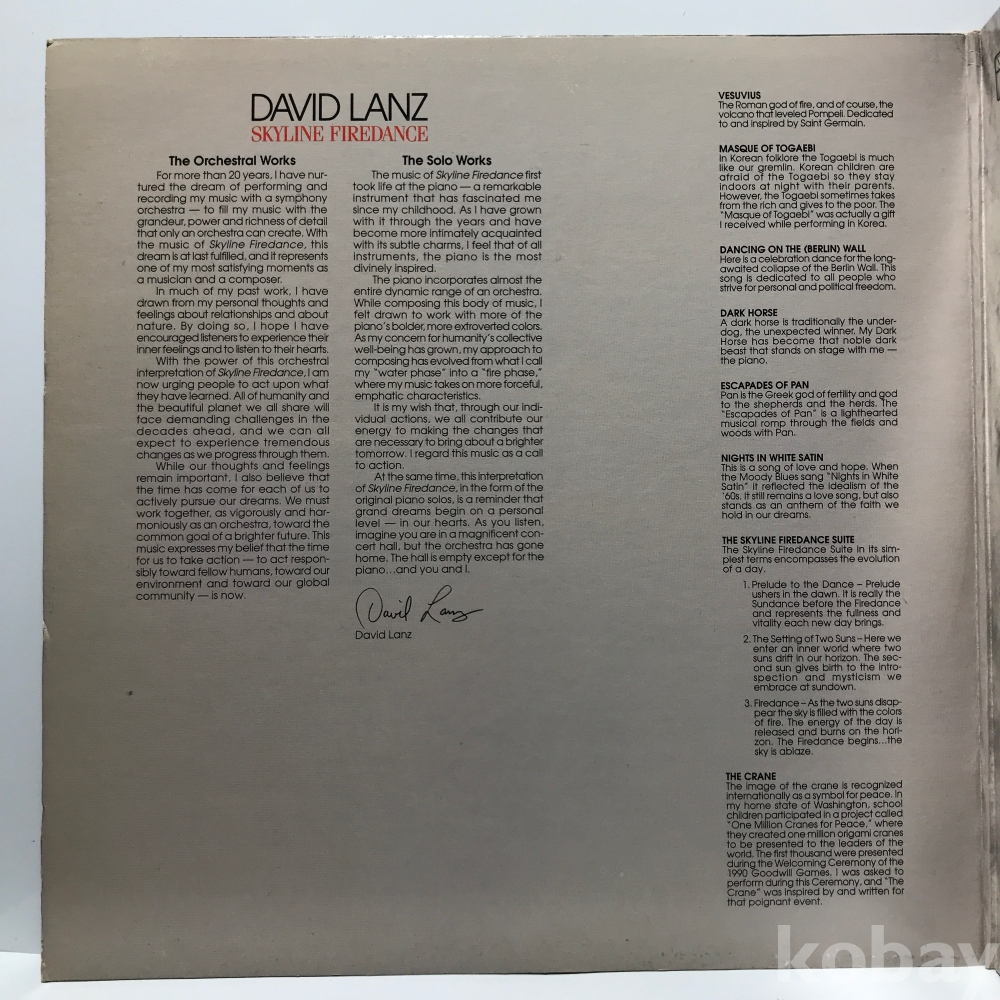 DAVID LANZ
SKYLINE FIREDANCE
The Orchestral Works
For more than 20 years, I have nur-
tured the dream of performing and
recording my music with a symphony
orchestra — to fill my music with the
grandeur, power and richness of detail
that only an orchestra can create. With
the music of Skyline Firedance, this
dream is at last fulfilled, and it represents
one of my most satisfying moments as
a musician and a composer.
In much of my past work, I have
drawn from my personal thoughts and
feelings about relationships and about
nature. By doing so, I hope I have
encouraged listeners to experience their
inner feelings and to listen to their hearts.
With the power of this orchestral
interpretation of Skyline Firedance, I am
now urging people to act upon what
they have learned. All of humanity and
the beautiful planet we all share will
face demanding challenges in the
decades ahead, and we can all
expect to experience tremendous
changes as we progress through them.
While our thoughts and feelings
remain important, I also believe that
the time has come for each of us to
actively pursue our dreams. We must
work together, as vigorously and har-
moniously as an orchestra, toward the
common goal of a brighter future. This
music expresses my belief that the time
for us to take action — to act respon-
sibly toward fellow humans, toward our
environment and toward our global
community — is now.
The Solo Works
The music of Skyline Firedance first
took life at the piano — a remarkable
instrument that has fascinated me
since my childhood. As I have grown
with it through the years and have
become more intimately acquainted
with its subtle charms, I feel that of all
instruments, the piano is the most
divinely inspired.
The piano incorporates almost the
entire dynamic range of an orchestra.
While composing this body of music, I
felt drawn to work with more of the
piano's bolder, more extroverted colors.
As my concern for humanity's collective
well-being has grown, my approach to
composing has evolved from what I call
my "water phase" into a "fire phase,"
where my music takes on more forceful,
emphatic characteristics.
It is my wish that, through our indi-
vidual actions, we all contribute our
energy to making the changes that
are necessary to bring about a brighter
tomorrow. I regard this music as a call
to action.
At the same time, this interpretation
of Skyline Firedance, in the form of the
original piano solos, is a reminder that
grand dreams begin on a personal
level — in our hearts. As you listen,
imagine you are in a magnificent con-
cert hall, but the orchestra has gone
home. The hall is empty except for the
piano...and you and I.
David Lanz
David Lanz
VESUVIUS
The Roman god of fire, and of course, the
volcano that leveled Pompeii. Dedicated
to and inspired by Saint Germain.
MASQUE OF TOGAEBI
In Korean folklore the Togaebi is much
like our gremlin. Korean children are
afraid of the Togaebi so they stay
indoors at night with their parents.
However, the Togaebi sometimes takes
from the rich and gives to the poor. The
"Masque of Togaebi" was actually a gift
I received while performing in Korea.
DANCING ON THE (BERLIN) WALL
Here is a celebration dance for the long-
awaited collapse of the Berlin Wall. This
song is dedicated to all people who
strive for personal and political freedom.
DARK HORSE
A dark horse is traditionally the under-
dog, the unexpected winner. My Dark
Horse has become that noble dark
beast that stands on stage with me —
the piano.
ESCAPADES OF PAN
Pan is the Greek god of fertility and god
to the shepherds and the herds. The
"Escapades of Pan" is a lighthearted
musical romp through the fields and
woods with Pan.
NIGHTS IN WHITE SATIN
This is a song of love and hope. When
the Moody Blues sang "Nights in White
Satin" it reflected the idealism of the
'60s. It still remains a love song, but also
stands as an anthem of the faith we
hold in our dreams.
THE SKYLINE FIREDANCE SUITE
The Skyline Firedance Suite in its sim-
plest terms encompasses the evolution
of a day.
1. Prelude to the Dance – Prelude
ushers in the dawn. It is really the
Sundance before the Firedance
and represents the fullness and
vitality each new day brings.
2. The Setting of Two Suns – Here we
enter an inner world where two
suns drift in our horizon. The sec-
ond sun gives birth to the intro-
spection and mysticism we
embrace at sundown.
3. Firedance – As the two suns disap-
pear the sky is filled with the colors
of fire. The energy of the day is
released and burns on the hori-
zon. The Firedance begins...the
sky is ablaze.
THE CRANE
The image of the crane is recognized
internationally as a symbol for peace. In
my home state of Washington, school
children participated in a project called
"One Million Cranes for Peace," where
they created one million origami cranes
to be presented to the leaders of the
world. The first thousand were presented
during the Welcoming Ceremony of the
1990 Goodwill Games. I was asked to
perform during this Ceremony, and "The
Crane" was inspired by and written for
that poignant event.
kobay